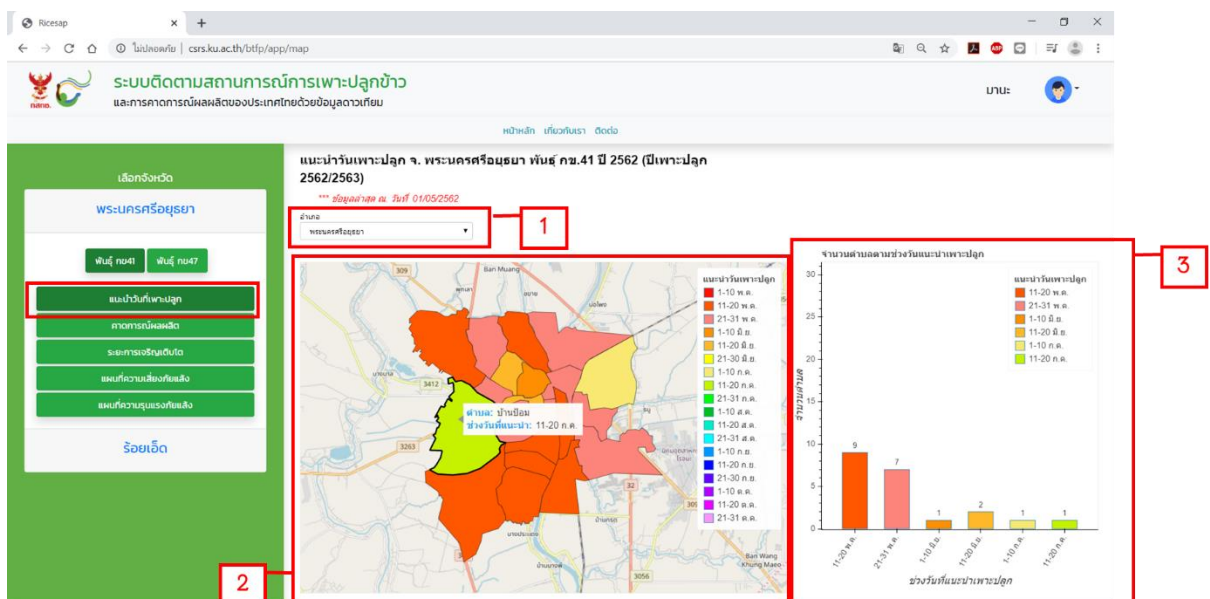 Ricesap
ไม่ปลอดภัย | csrs.ku.ac.th/btfp/app/map
กสทช.
ระบบติดตามสถานการณ์การเพาะปลูกข้าว
และการคาดการณ์ผลผลิตของประเทศไทยด้วยข้อมูลดาวเทียม
มานะ
หน้าหลัก เกี่ยวกับเรา ติดต่อ
เลือกจังหวัด
พระนครศรีอยุธยา
พันธุ์ กข41 พันธุ์ กข47
แนะนำวันที่เพาะปลูก
คาดการณ์ผลผลิต
ระยะการเจริญเติบโต
แผนที่ความเสี่ยงภัยแล้ง
แผนที่ความรุนแรงภัยแล้ง
ร้อยเอ็ด
แนะนำวันเพาะปลูก จ. พระนครศรีอยุธยา พันธุ์ กข.41 ปี 2562 (ปีเพาะปลูก
2562/2563)
*** ข้อมูลล่าสุด ณ. วันที่ 01/05/2562
อำเภอ
พระนครศรีอยุธยา
1
309
Ban Muang
3412
ตำบล: บ้านป้อม
ช่วงวันที่แนะนำ: 11-20 ก.ค.
3263
32
Ban Wang
Khung Maeo
3056
แนะนำวันเพาะปลูก
1-10 พ.ค.
11-20 พ.ค.
21-31 พ.ค.
1-10 มิ.ย.
11-20 มิ.ย.
21-30 มิ.ย.
1-10 ก.ค.
11-20 ก.ค.
21-31 ก.ค.
1-10 ส.ค.
11-20 ส.ค.
21-31 ส.ค.
1-10 ก.ย.
11-20 ก.ย.
21-30 ก.ย.
1-10 ต.ค.
11-20 ต.ค.
21-31 ต.ค.
2
จำนวนตำบลตามช่วงวันแนะนำเพาะปลูก
3
แนะนำวันเพาะปลูก
11-20 พ.ค.
21-31 พ.ค.
1-10 มิ.ย.
11-20 มิ.ย.
1-10 ก.ค.
11-20 ก.ค.
จำนวนตำบล
30
25
20
15
10
5
0
9 7 1 2 1 1
11-20 พ.ค. 21-31 พ.ค. 1-10 มิ.ย. 11-20 มิ.ย. 1-10 ก.ค. 11-20 ก.ค.
ช่วงวันที่แนะนำเพาะปลูก